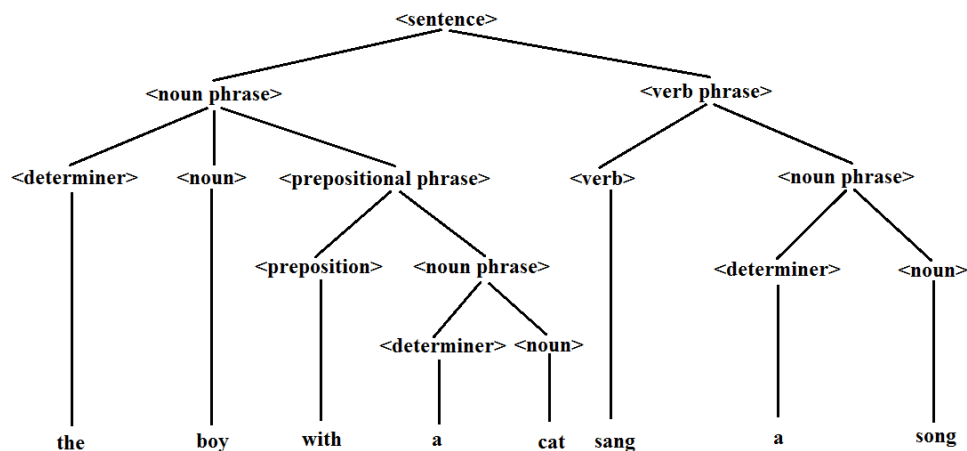 <sentence>
<noun phrase> <verb phrase>
<determiner> <noun> <prepositional phrase> <verb> <noun phrase>
<preposition> <noun phrase> <determiner> <noun>
<determiner> <noun>
the boy with a cat sang a song